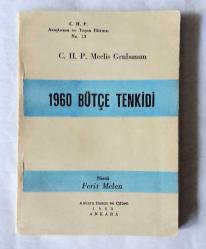 C. H. P.
Araştırma ve Yayın Bürosu
No. 13
C. H. P. Meclis Grubunun
1960 BÜTÇE TENKİDİ
Sözcü
Ferit Melen
Ankara Basım ve Ciltevi
1960
ANKARA